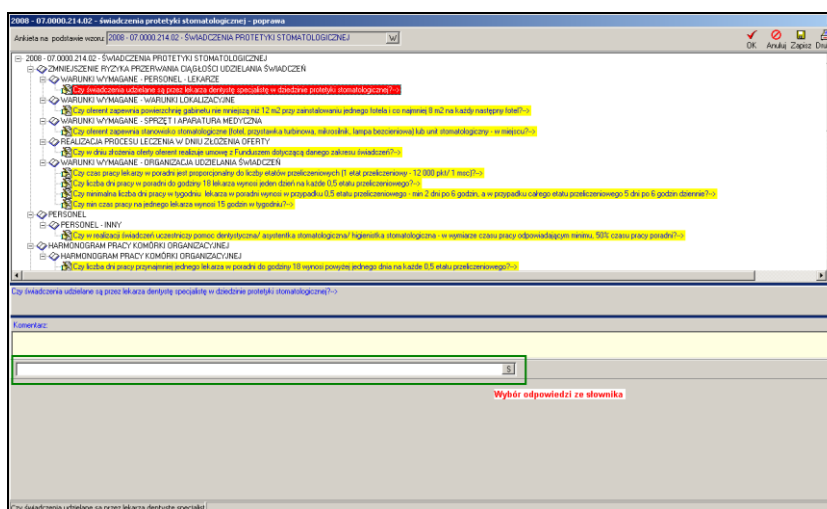 2008 - 07.0000.214.02 - świadczenia protetyki stomatologicznej - poprawa
Ankieta na podstawie wzoru: 2008 - 07.0000.214.02 - ŚWIADCZENIA PROTETYKI STOMATOLOGICZNEJ W
OK Anuluj Zapisz Dru
2008 - 07.0000.214.02 - ŚWIADCZENIA PROTETYKI STOMATOLOGICZNEJ
ZMNIEJSZENIE RYZYKA PRZERWANIA CIĄGŁOŚCI UDZIELANIA ŚWIADCZEŃ
WARUNKI WYMAGANE - PERSONEL - LEKARZE
Czy świadczenia udzielane są przez lekarza dentystę specjalistę w dziedzinie protetyki stomatologicznej?->
WARUNKI WYMAGANE - WARUNKI LOKALIZACYJNE
Czy oferent zapewnia powierzchnię gabinetu nie mniejszą niż 12 m2 przy zainstalowaniu jednego fotela i co najmniej 8 m2 na każdy następny fotel?->
WARUNKI WYMAGANE - SPRZĘT I APARATURA MEDYCZNA
Czy oferent zapewnia stanowisko stomatologiczne (fotel, przystawka turbinowa, mikrosilnik, lampa bezcieniowa) lub unit stomatologiczny - w miejscu?->
REALIZACJA PROCESU LECZENIA W DNIU ZŁOŻENIA OFERTY
Czy w dniu złożenia oferty oferent realizuje umowę z Funduszem dotyczącą danego zakresu świadczeń?->
WARUNKI WYMAGANE - ORGANIZACJA UDZIELANIA ŚWIADCZEŃ
Czy czas pracy lekarzy w poradni jest proporcjonalny do liczby etatów przeliczeniowych (1 etat przeliczeniowy - 12 000 pkt/ 1 msc)?->
Czy liczba dni pracy w poradni do godziny 18 lekarza wynosi jeden dzień na każde 0,5 etatu przeliczeniowego?->
Czy minimalna liczba dni pracy w tygodniu lekarza w poradni wynosi w przypadku 0,5 etatu przeliczeniowego - min 2 dni po 6 godzin, a w przypadku całego etatu przeliczeniowego 5 dni po 6 godzin dziennie?->
Czy min czas pracy na jednego lekarza wynosi 15 godzin w tygodniu?->
PERSONEL
PERSONEL - INNY
Czy w realizacji świadczeń uczestniczy pomoc dentystyczna/ asystentka stomatologiczna/ higienistka stomatologiczna - w wymiarze czasu pracy odpowiadającym minimu, 50% czasu pracy poradni?->
HARMONOGRAM PRACY KOMÓRKI ORGANIZACYJNEJ
HARMONOGRAM PRACY KOMÓRKI ORGANIZACYJNEJ
Czy liczba dni pracy przynajmniej jednego lekarza w poradni do godziny 18 wynosi powyżej jednego dnia na każde 0,5 etatu przeliczeniowego?->
Czy świadczenia udzielane są przez lekarza dentystę specjalistę w dziedzinie protetyki stomatologicznej?->
Komentarz:
S
Wybór odpowiedzi ze słownika
Czy świadczenia udzielane są przez lekarza dentystę specjalist